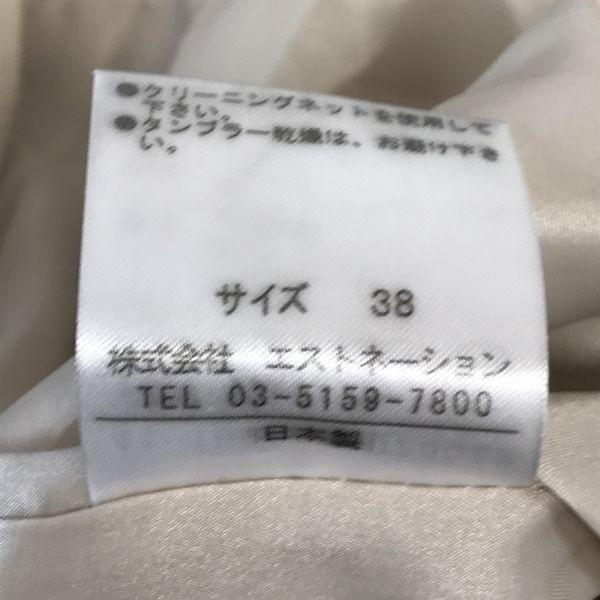 ●クリーニングネットを使用して
下さい。
●タンブラー乾燥は、お避け下さ
い。
サイズ 38
株式会社 エストネーション
TEL 03-5159-7800
日本製